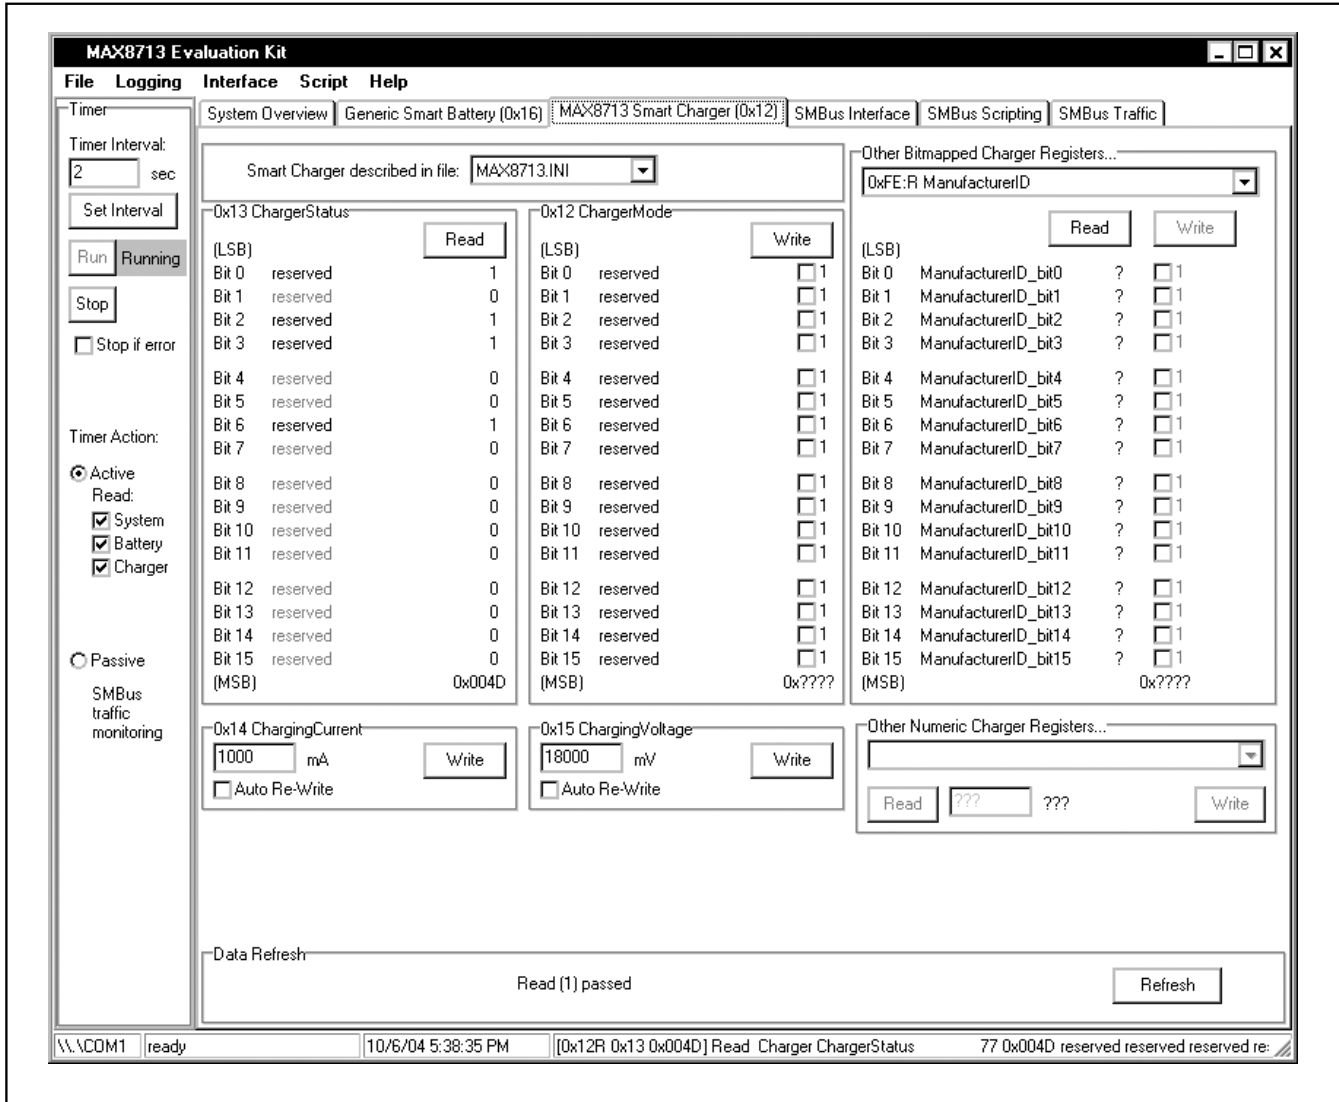 MAX8713 Evaluation Kit
File Logging Interface Script Help
Timer
Timer Interval:
2 sec
Set Interval
Run Running
Stop
Stop if error
Timer Action:
Active
Read:
System
Battery
Charger
Passive
SMBus
traffic
monitoring
System Overview Generic Smart Battery (0x16) MAX8713 Smart Charger (0x12) SMBus Interface SMBus Scripting SMBus Traffic
Smart Charger described in file: MAX8713.INI
0x13 ChargerStatus
Read
(LSB)
Bit 0 reserved 1
Bit 1 reserved 0
Bit 2 reserved 1
Bit 3 reserved 1
Bit 4 reserved 0
Bit 5 reserved 0
Bit 6 reserved 1
Bit 7 reserved 0
Bit 8 reserved 0
Bit 9 reserved 0
Bit 10 reserved 0
Bit 11 reserved 0
Bit 12 reserved 0
Bit 13 reserved 0
Bit 14 reserved 0
Bit 15 reserved 0
(MSB) 0x004D
0x12 ChargerMode
Write
(LSB)
Bit 0 reserved 1
Bit 1 reserved 1
Bit 2 reserved 1
Bit 3 reserved 1
Bit 4 reserved 1
Bit 5 reserved 1
Bit 6 reserved 1
Bit 7 reserved 1
Bit 8 reserved 1
Bit 9 reserved 1
Bit 10 reserved 1
Bit 11 reserved 1
Bit 12 reserved 1
Bit 13 reserved 1
Bit 14 reserved 1
Bit 15 reserved 1
(MSB) 0x????
Other Bitmapped Charger Registers...
0xFE:R ManufacturerID
Read Write
(LSB)
Bit 0 ManufacturerID_bit0 ? 1
Bit 1 ManufacturerID_bit1 ? 1
Bit 2 ManufacturerID_bit2 ? 1
Bit 3 ManufacturerID_bit3 ? 1
Bit 4 ManufacturerID_bit4 ? 1
Bit 5 ManufacturerID_bit5 ? 1
Bit 6 ManufacturerID_bit6 ? 1
Bit 7 ManufacturerID_bit7 ? 1
Bit 8 ManufacturerID_bit8 ? 1
Bit 9 ManufacturerID_bit9 ? 1
Bit 10 ManufacturerID_bit10 ? 1
Bit 11 ManufacturerID_bit11 ? 1
Bit 12 ManufacturerID_bit12 ? 1
Bit 13 ManufacturerID_bit13 ? 1
Bit 14 ManufacturerID_bit14 ? 1
Bit 15 ManufacturerID_bit15 ? 1
(MSB) 0x????
0x14 ChargingCurrent
1000 mA Write
Auto Re-Write
0x15 ChargingVoltage
18000 mV Write
Auto Re-Write
Other Numeric Charger Registers...
Read ??? ??? Write
Data Refresh
Read (1) passed Refresh
\\.\COM1 ready 10/6/04 5:38:35 PM [0x12R 0x13 0x004D] Read Charger ChargerStatus 77 0x004D reserved reserved reserved re: